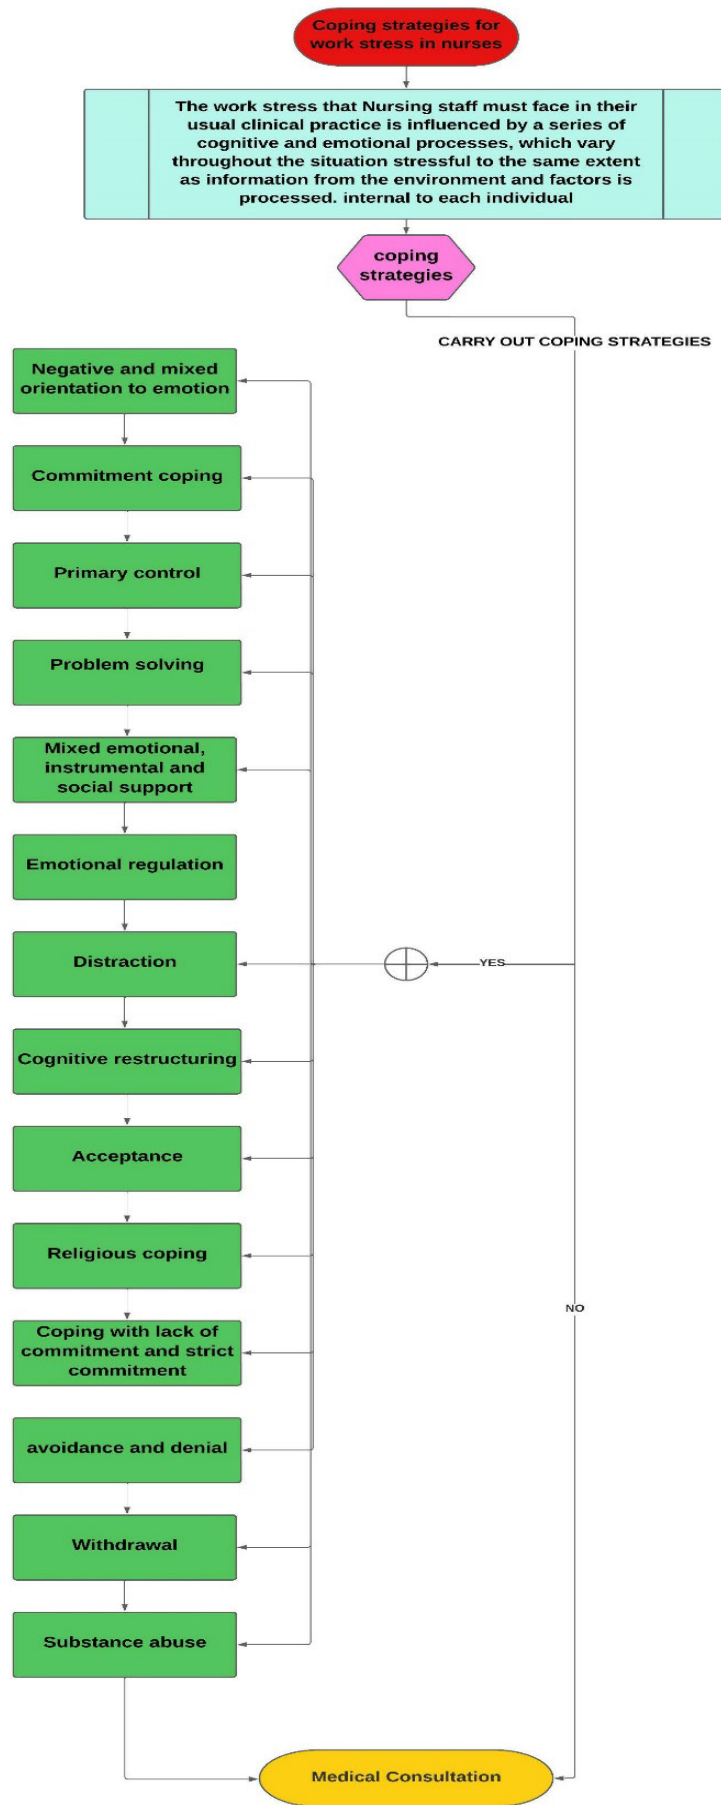 Coping strategies for
work stress in nurses
The work stress that Nursing staff must face in their
usual clinical practice is influenced by a series of
cognitive and emotional processes, which vary
throughout the situation stressful to the same extent
as information from the environment and factors is
processed. internal to each individual
coping
strategies
CARRY OUT COPING STRATEGIES
Negative and mixed
orientation to emotion
Commitment coping
Primary control
Problem solving
Mixed emotional,
instrumental and
social support
Emotional regulation
Distraction
YES
Cognitive restructuring
Acceptance
Religious coping
NO
Coping with lack of
commitment and strict
commitment
avoidance and denial
Withdrawal
Substance abuse
Medical Consultation